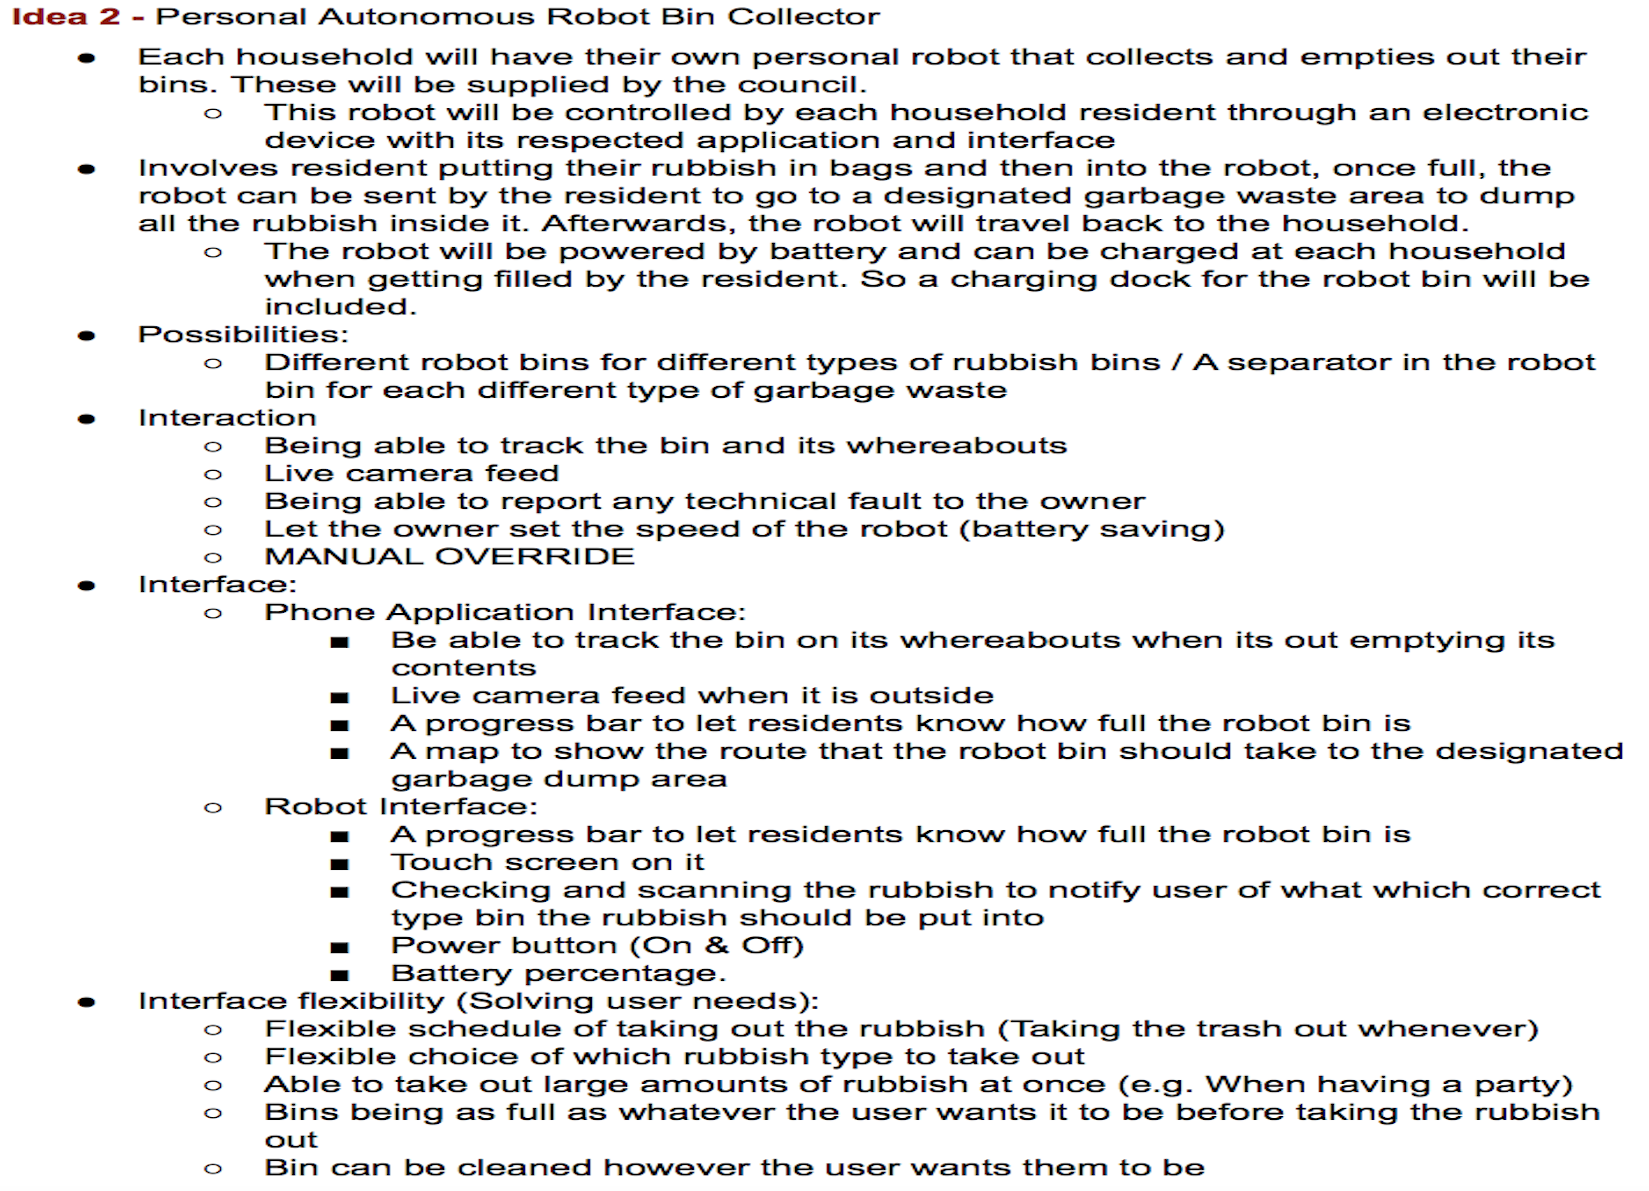 Idea 2 - Personal Autonomous Robot Bin Collector
● Each household will have their own personal robot that collects and empties out their
bins. These will be supplied by the council.
○ This robot will be controlled by each household resident through an electronic
device with its respected application and interface
● Involves resident putting their rubbish in bags and then into the robot, once full, the
robot can be sent by the resident to go to a designated garbage waste area to dump
all the rubbish inside it. Afterwards, the robot will travel back to the household.
○ The robot will be powered by battery and can be charged at each household
when getting filled by the resident. So a charging dock for the robot bin will be
included.
● Possibilities:
○ Different robot bins for different types of rubbish bins / A separator in the robot
bin for each different type of garbage waste
● Interaction
○ Being able to track the bin and its whereabouts
○ Live camera feed
○ Being able to report any technical fault to the owner
○ Let the owner set the speed of the robot (battery saving)
○ MANUAL OVERRIDE
● Interface:
○ Phone Application Interface:
■ Be able to track the bin on its whereabouts when its out emptying its
contents
■ Live camera feed when it is outside
■ A progress bar to let residents know how full the robot bin is
■ A map to show the route that the robot bin should take to the designated
garbage dump area
○ Robot Interface:
■ A progress bar to let residents know how full the robot bin is
■ Touch screen on it
■ Checking and scanning the rubbish to notify user of what which correct
type bin the rubbish should be put into
■ Power button (On & Off)
■ Battery percentage.
● Interface flexibility (Solving user needs):
○ Flexible schedule of taking out the rubbish (Taking the trash out whenever)
○ Flexible choice of which rubbish type to take out
○ Able to take out large amounts of rubbish at once (e.g. When having a party)
○ Bins being as full as whatever the user wants it to be before taking the rubbish
out
○ Bin can be cleaned however the user wants them to be